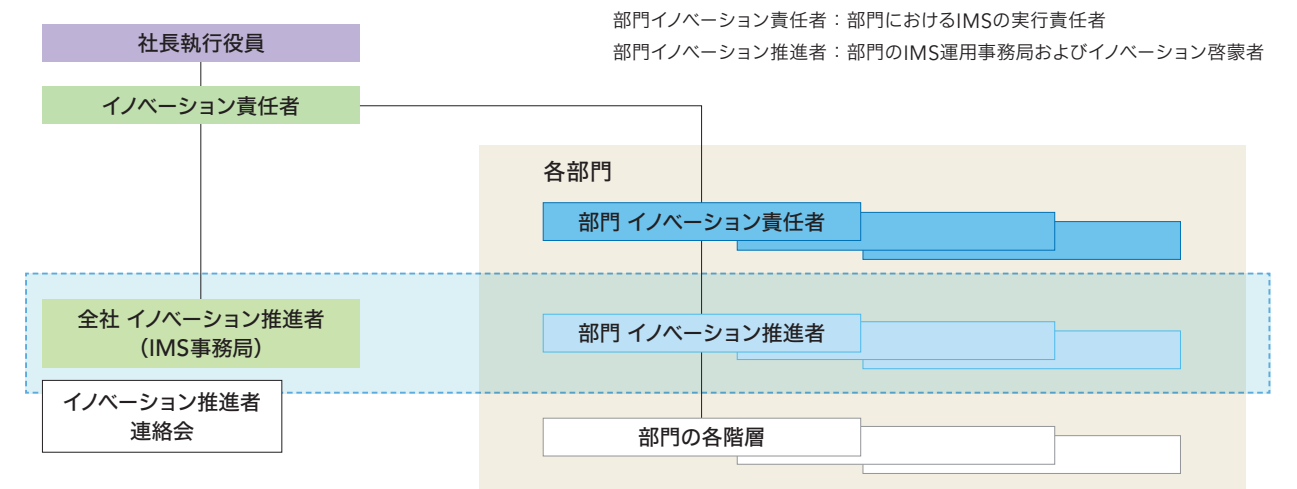 部門イノベーション責任者：部門におけるIMSの実行責任者
部門イノベーション推進者：部門のIMS運用事務局およびイノベーション啓蒙者
社長執行役員
イノベーション責任者
各部門
部門 イノベーション責任者
全社 イノベーション推進者
（IMS事務局）
部門 イノベーション推進者
イノベーション推進者
連絡会
部門の各階層